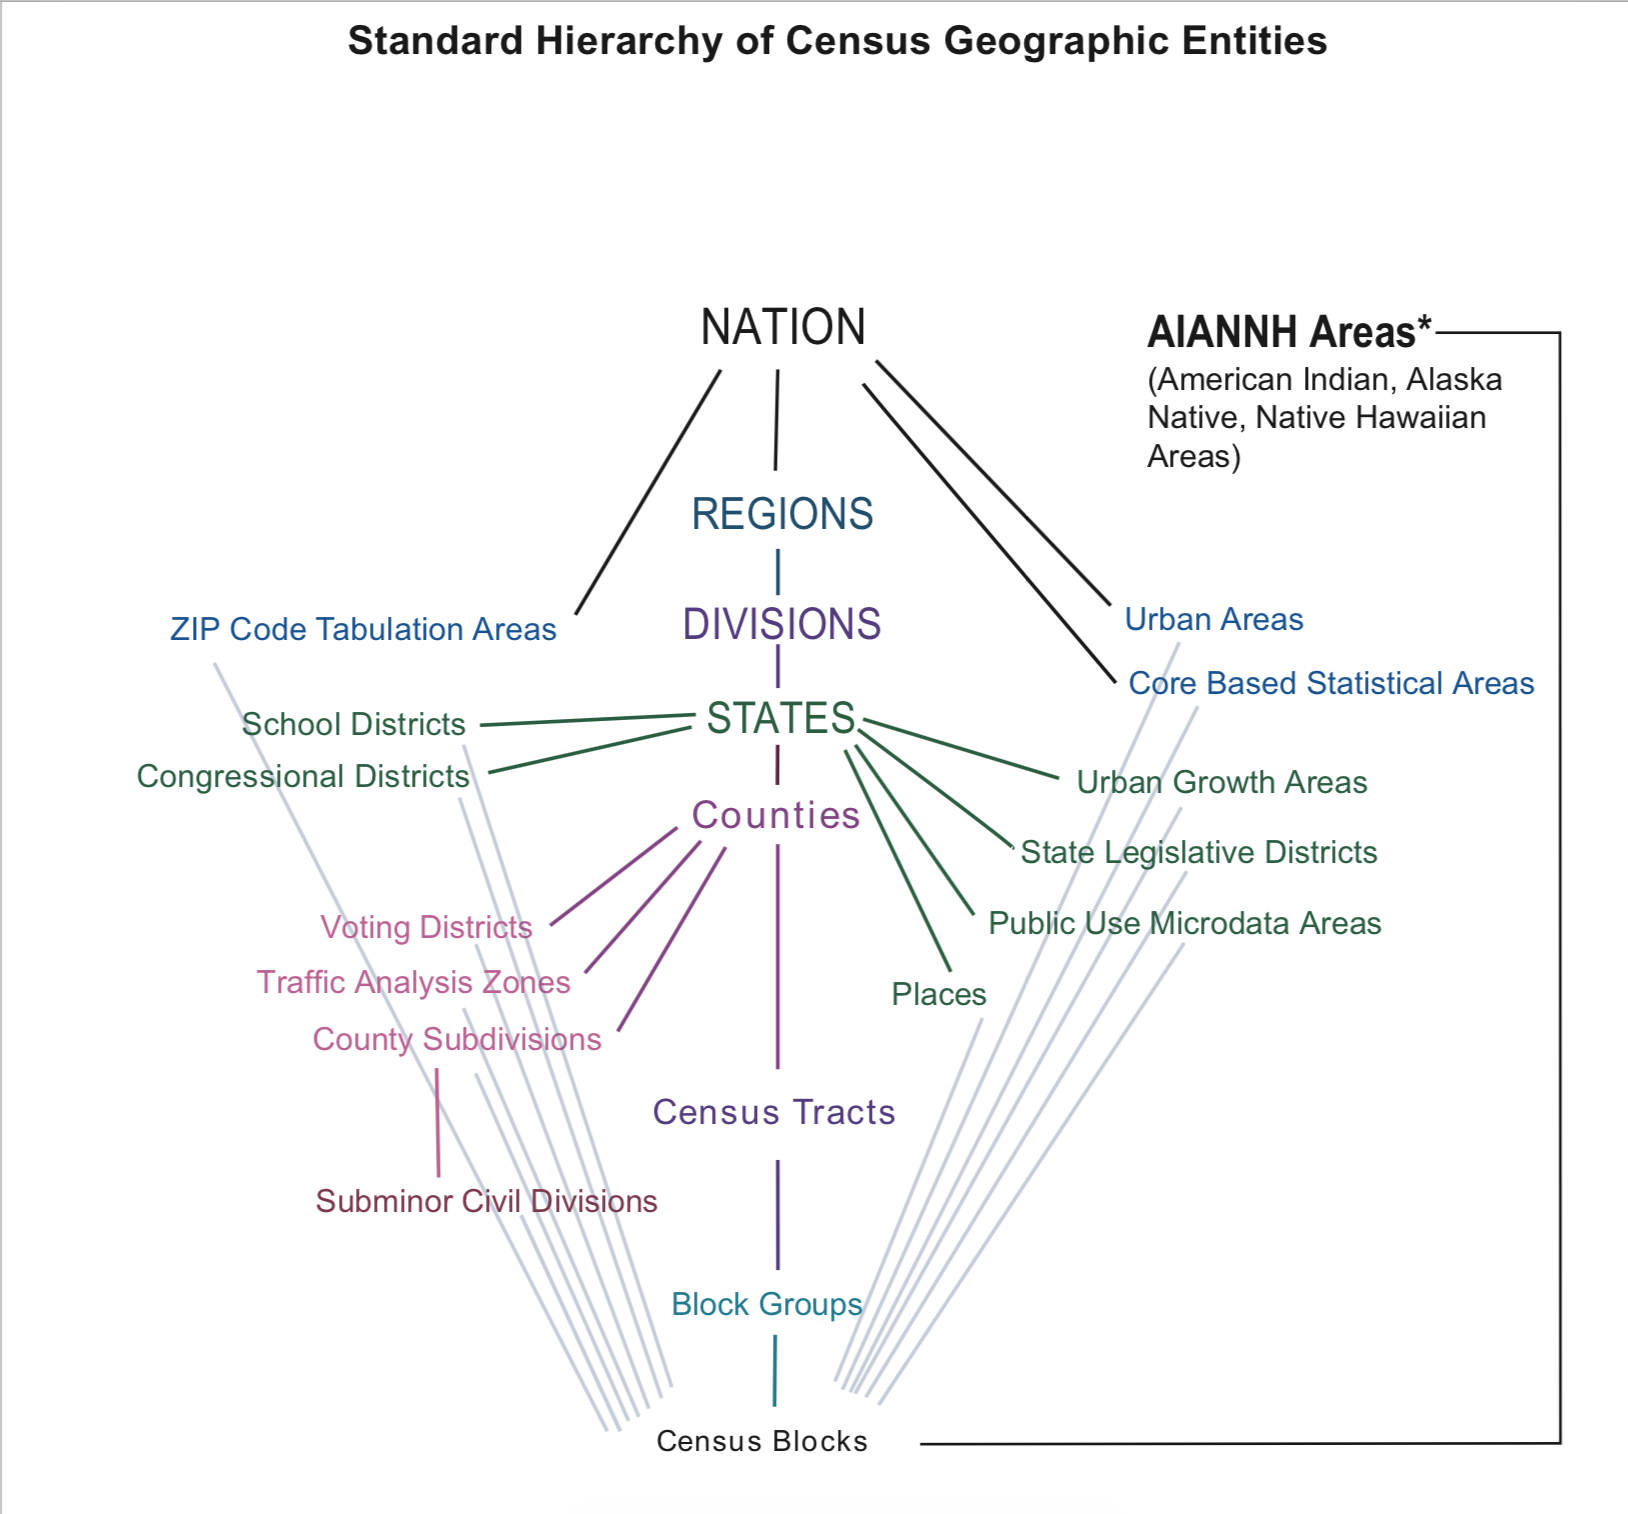 Standard Hierarchy of Census Geographic Entities
NATION
AIANNH Areas*
(American Indian, Alaska
Native, Native Hawaiian
Areas)
REGIONS
ZIP Code Tabulation Areas
DIVISIONS
Urban Areas
Core Based Statistical Areas
School Districts
STATES
Congressional Districts
Urban Growth Areas
Counties
State Legislative Districts
Voting Districts
Public Use Microdata Areas
Traffic Analysis Zones
Places
County Subdivisions
Census Tracts
Subminor Civil Divisions
Block Groups
Census Blocks